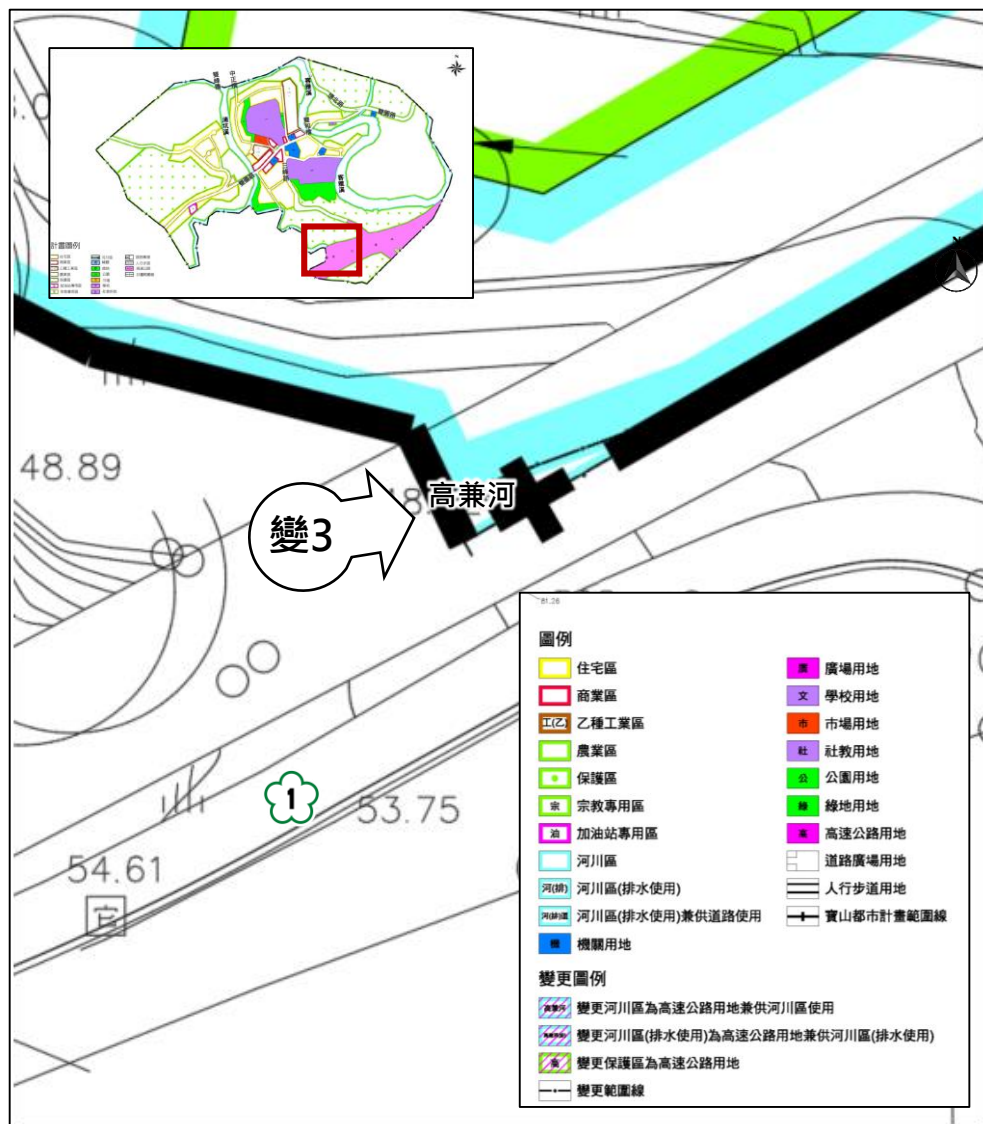 計畫圖例
N
48.89
高兼河
變3
1
53.75
54.61
宅
81.26
圖例
住宅區
商業區
工(乙) 乙種工業區
農業區
保護區
宗 宗教專用區
油 加油站專用區
河川區
河(排) 河川區(排水使用)
河(排)道 河川區(排水使用)兼供道路使用
機 機關用地
廣場用地
文 學校用地
市 市場用地
社 社教用地
公 公園用地
綠 綠地用地
高 高速公路用地
道路廣場用地
人行步道用地
寶山都市計畫範圍線
變更圖例
高兼河 變更河川區為高速公路用地兼供河川區使用
變更河川區(排水使用)為高速公路用地兼供河川區(排水使用)
高 變更保護區為高速公路用地
變更範圍線